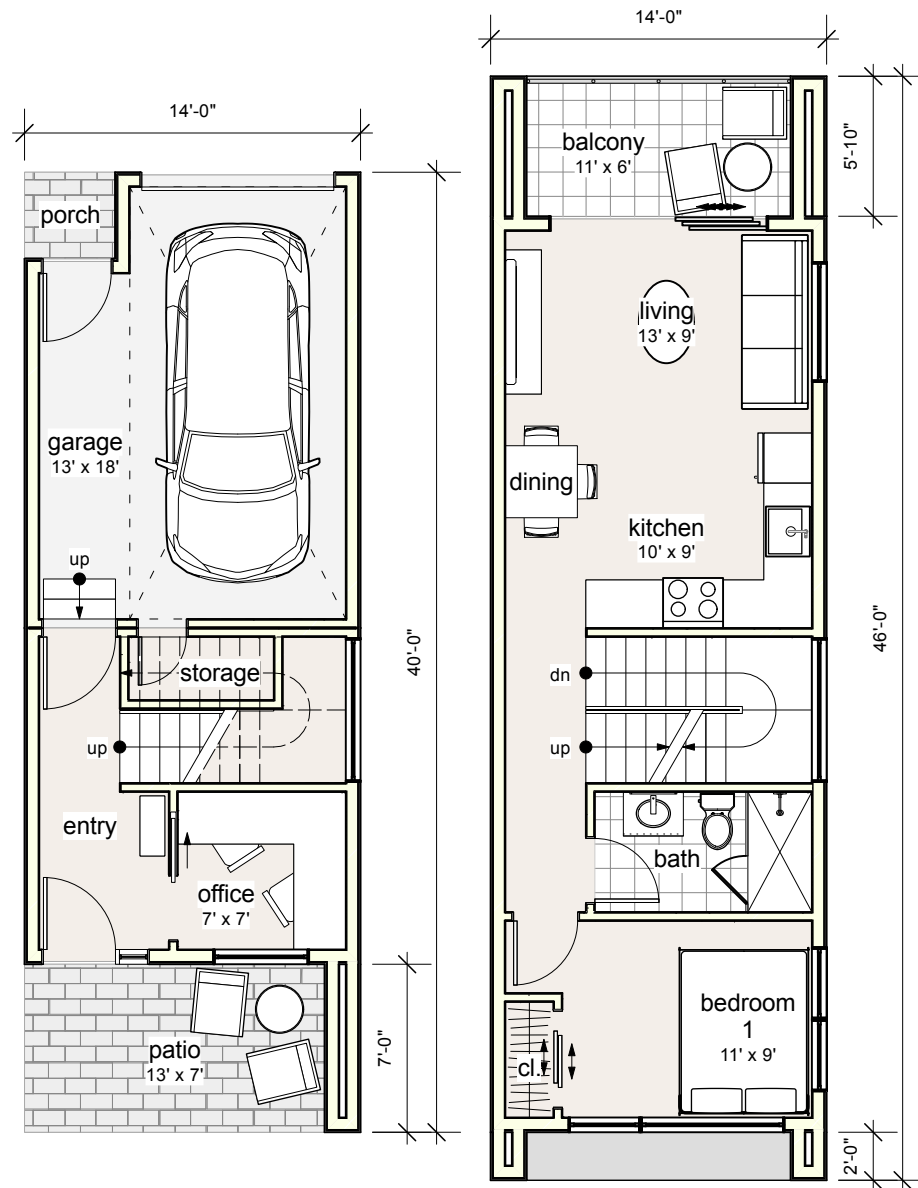 14'-0"
porch
garage
13' x 18'
up
storage
up
entry
office
7' x 7'
patio
13' x 7'
40'-0"
7'-0"
14'-0"
balcony
11' x 6'
5'-10"
living
13' x 9'
dining
kitchen
10' x 9'
dn
up
bath
bedroom
1
11' x 9'
cl.
46'-0"
2'-0"